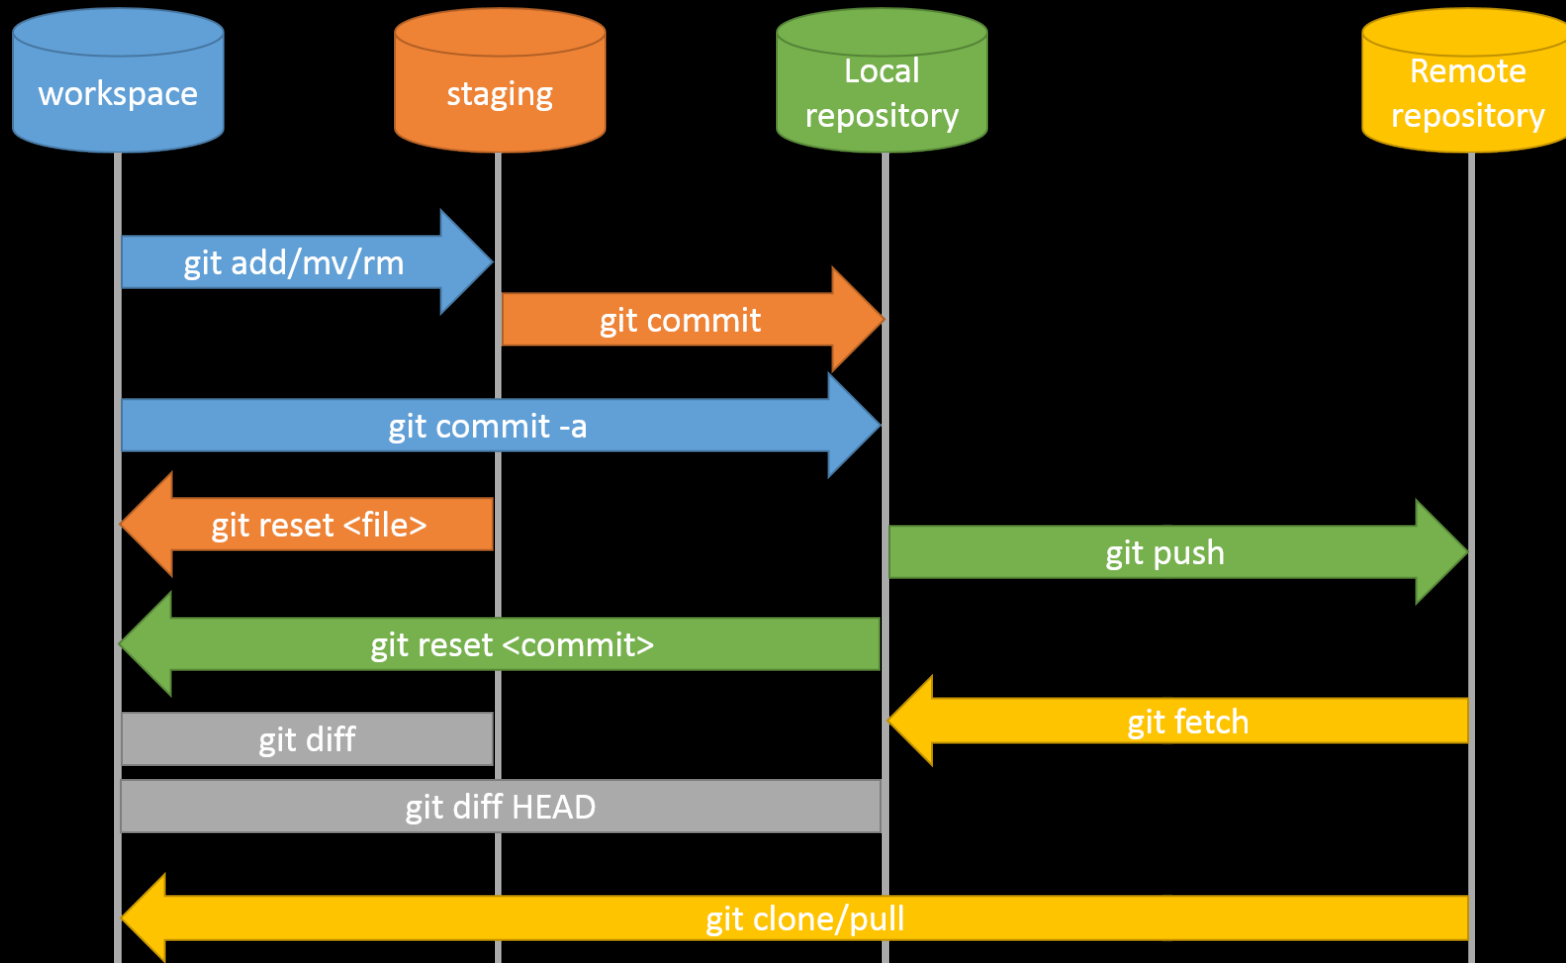 workspace
staging
Local
repository
Remote
repository
git add/mv/rm
git commit
git commit -a
git reset <file>
git push
git reset <commit>
git fetch
git diff
git diff HEAD
git clone/pull